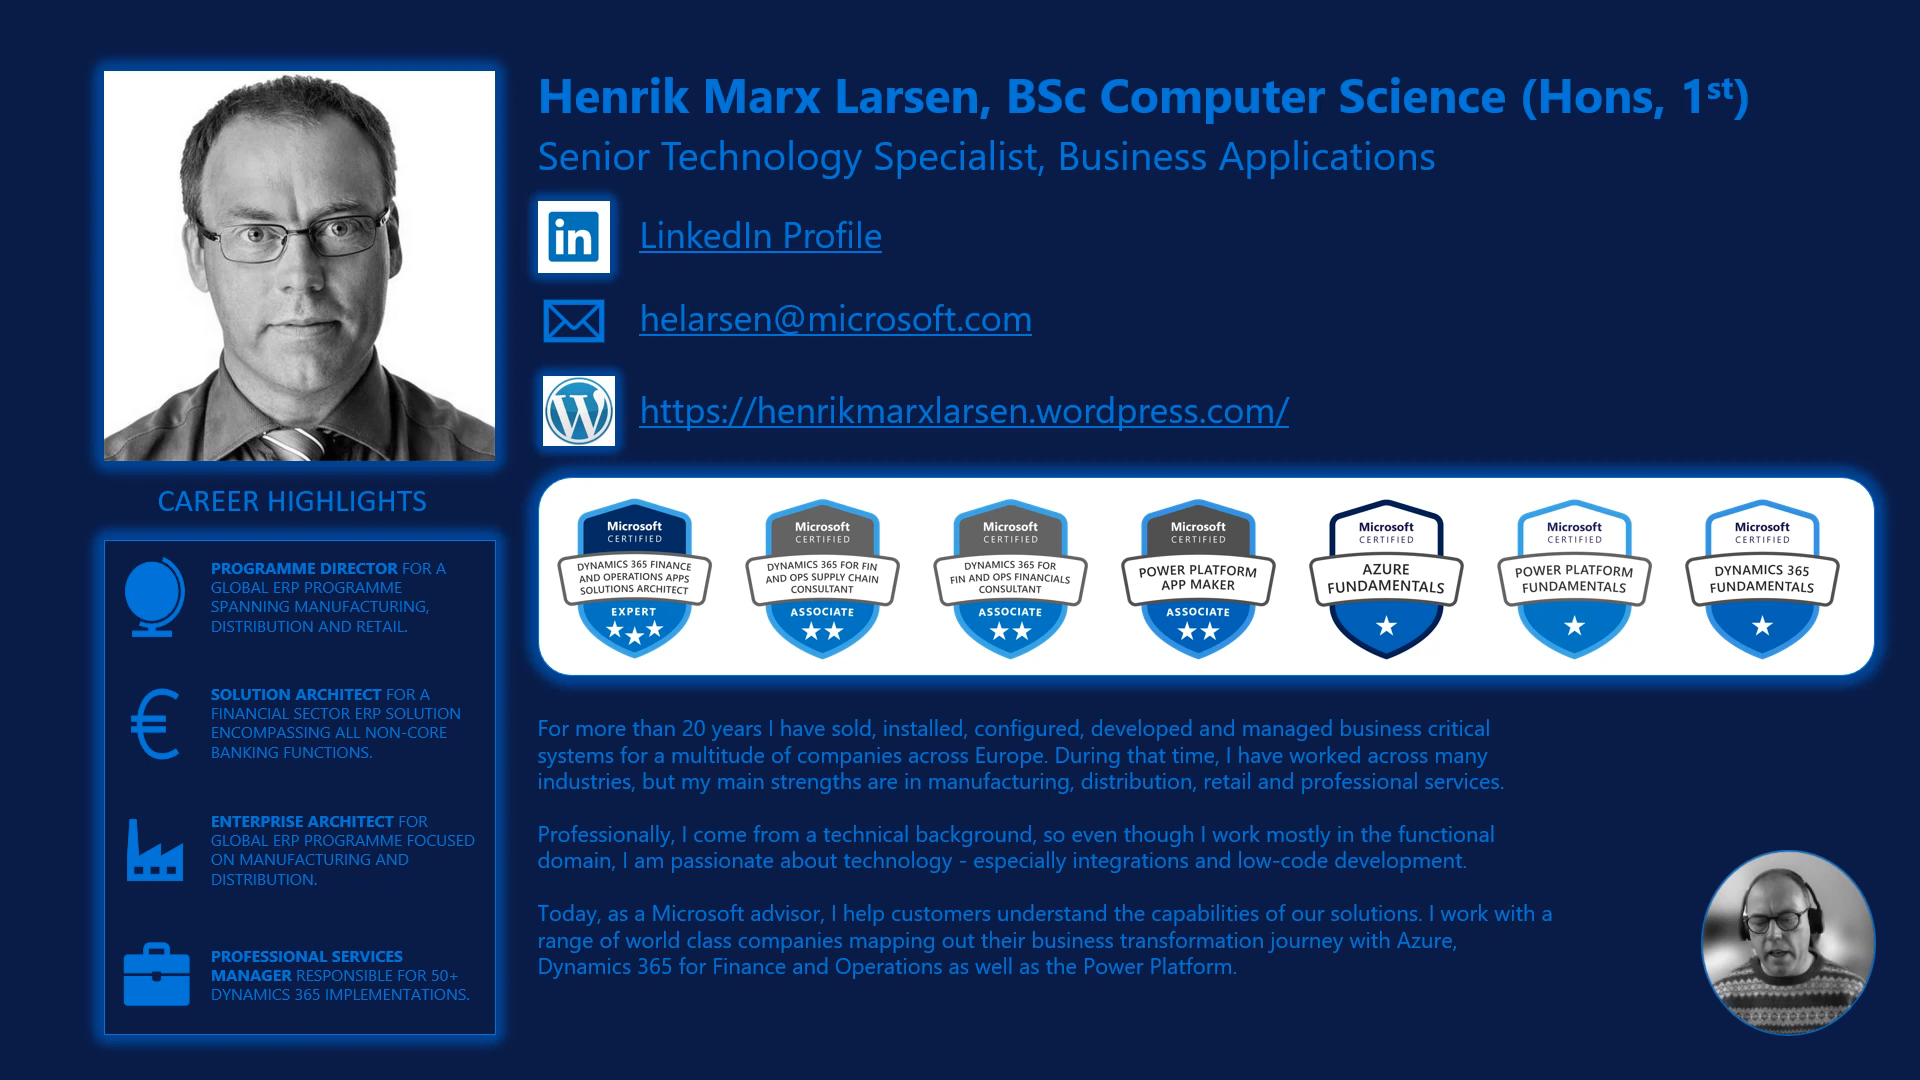 Henrik Marx Larsen, BSc Computer Science (Hons, 1st)
Senior Technology Specialist, Business Applications
in
LinkedIn Profile
helarsen@microsoft.com
W
https://henrikmarxlarsen.wordpress.com/
CAREER HIGHLIGHTS
PROGRAMME DIRECTOR FOR A
GLOBAL ERP PROGRAMME
SPANNING MANUFACTURING,
DISTRIBUTION AND RETAIL.
€
SOLUTION ARCHITECT FOR A
FINANCIAL SECTOR ERP SOLUTION
ENCOMPASSING ALL NON-CORE
BANKING FUNCTIONS.
ENTERPRISE ARCHITECT FOR
GLOBAL ERP PROGRAMME FOCUSED
ON MANUFACTURING AND
DISTRIBUTION.
PROFESSIONAL SERVICES
MANAGER RESPONSIBLE FOR 50+
DYNAMICS 365 IMPLEMENTATIONS.
Microsoft
CERTIFIED
DYNAMICS 365 FINANCE
AND OPERATIONS APPS
SOLUTIONS ARCHITECT
EXPERT
Microsoft
CERTIFIED
DYNAMICS 365 FOR FIN
AND OPS SUPPLY CHAIN
CONSULTANT
ASSOCIATE
Microsoft
CERTIFIED
DYNAMICS 365 FOR
FIN AND OPS FINANCIALS
CONSULTANT
ASSOCIATE
Microsoft
CERTIFIED
POWER PLATFORM
APP MAKER
ASSOCIATE
Microsoft
CERTIFIED
AZURE
FUNDAMENTALS
Microsoft
CERTIFIED
POWER PLATFORM
FUNDAMENTALS
Microsoft
CERTIFIED
DYNAMICS 365
FUNDAMENTALS
For more than 20 years I have sold, installed, configured, developed and managed business critical
systems for a multitude of companies across Europe. During that time, I have worked across many
industries, but my main strengths are in manufacturing, distribution, retail and professional services.
Professionally, I come from a technical background, so even though I work mostly in the functional
domain, I am passionate about technology - especially integrations and low-code development.
Today, as a Microsoft advisor, I help customers understand the capabilities of our solutions. I work with a
range of world class companies mapping out their business transformation journey with Azure,
Dynamics 365 for Finance and Operations as well as the Power Platform.